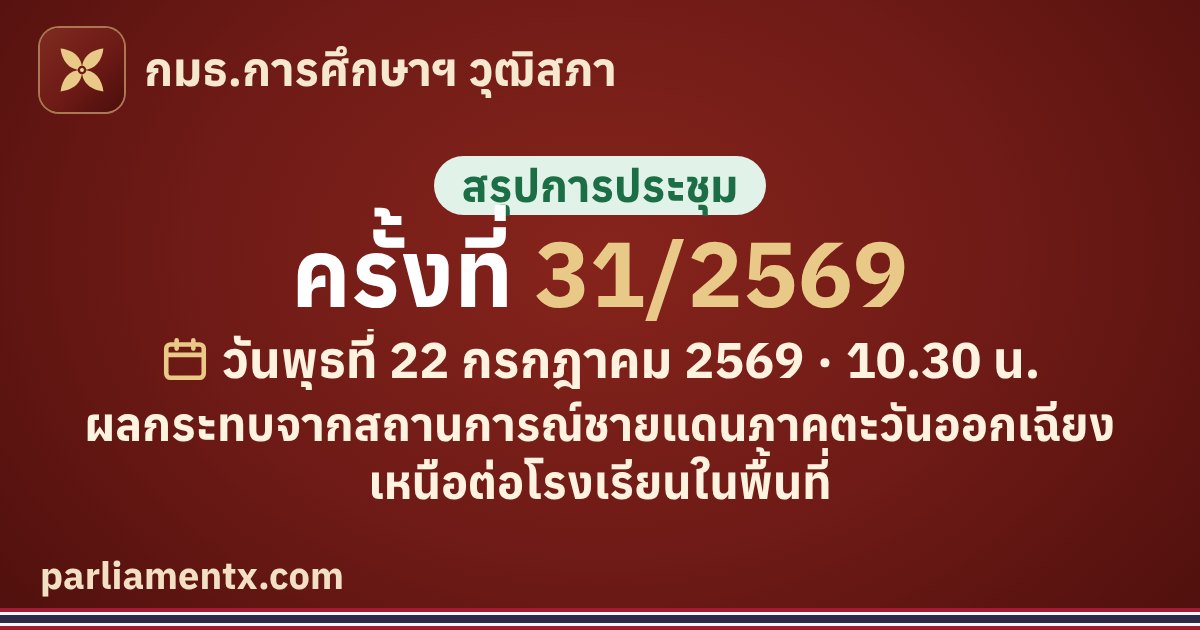 กมธ.การศึกษาฯ วุฒิสภา
สรุปการประชุม
ครั้งที่ 31/2569
วันพุธที่ 22 กรกฎาคม 2569 · 10.30 น.
ผลกระทบจากสถานการณ์ชายแดนภาคตะวันออกเฉียง
เหนือต่อโรงเรียนในพื้นที่
parliamentx.com